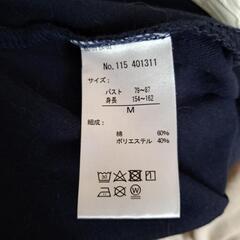 No.115 401311
サイズ:
バスト 79~87
身長 154~162
M
組成:
綿 60%
ポリエステル 40%